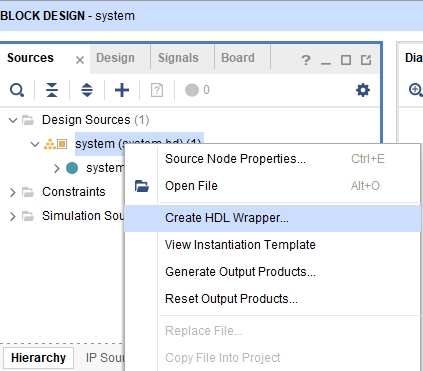 BLOCK DESIGN - system
Sources
Design
Signals
Board
Dia
0
Design Sources (1)
system (system.bd) (1)
system
Constraints
Simulation Sou
Source Node Properties... Ctrl+E
Open File Alt+O
Create HDL Wrapper...
View Instantiation Template
Generate Output Products...
Reset Output Products...
Replace File...
Copy File Into Project
Hierarchy
IP Sour